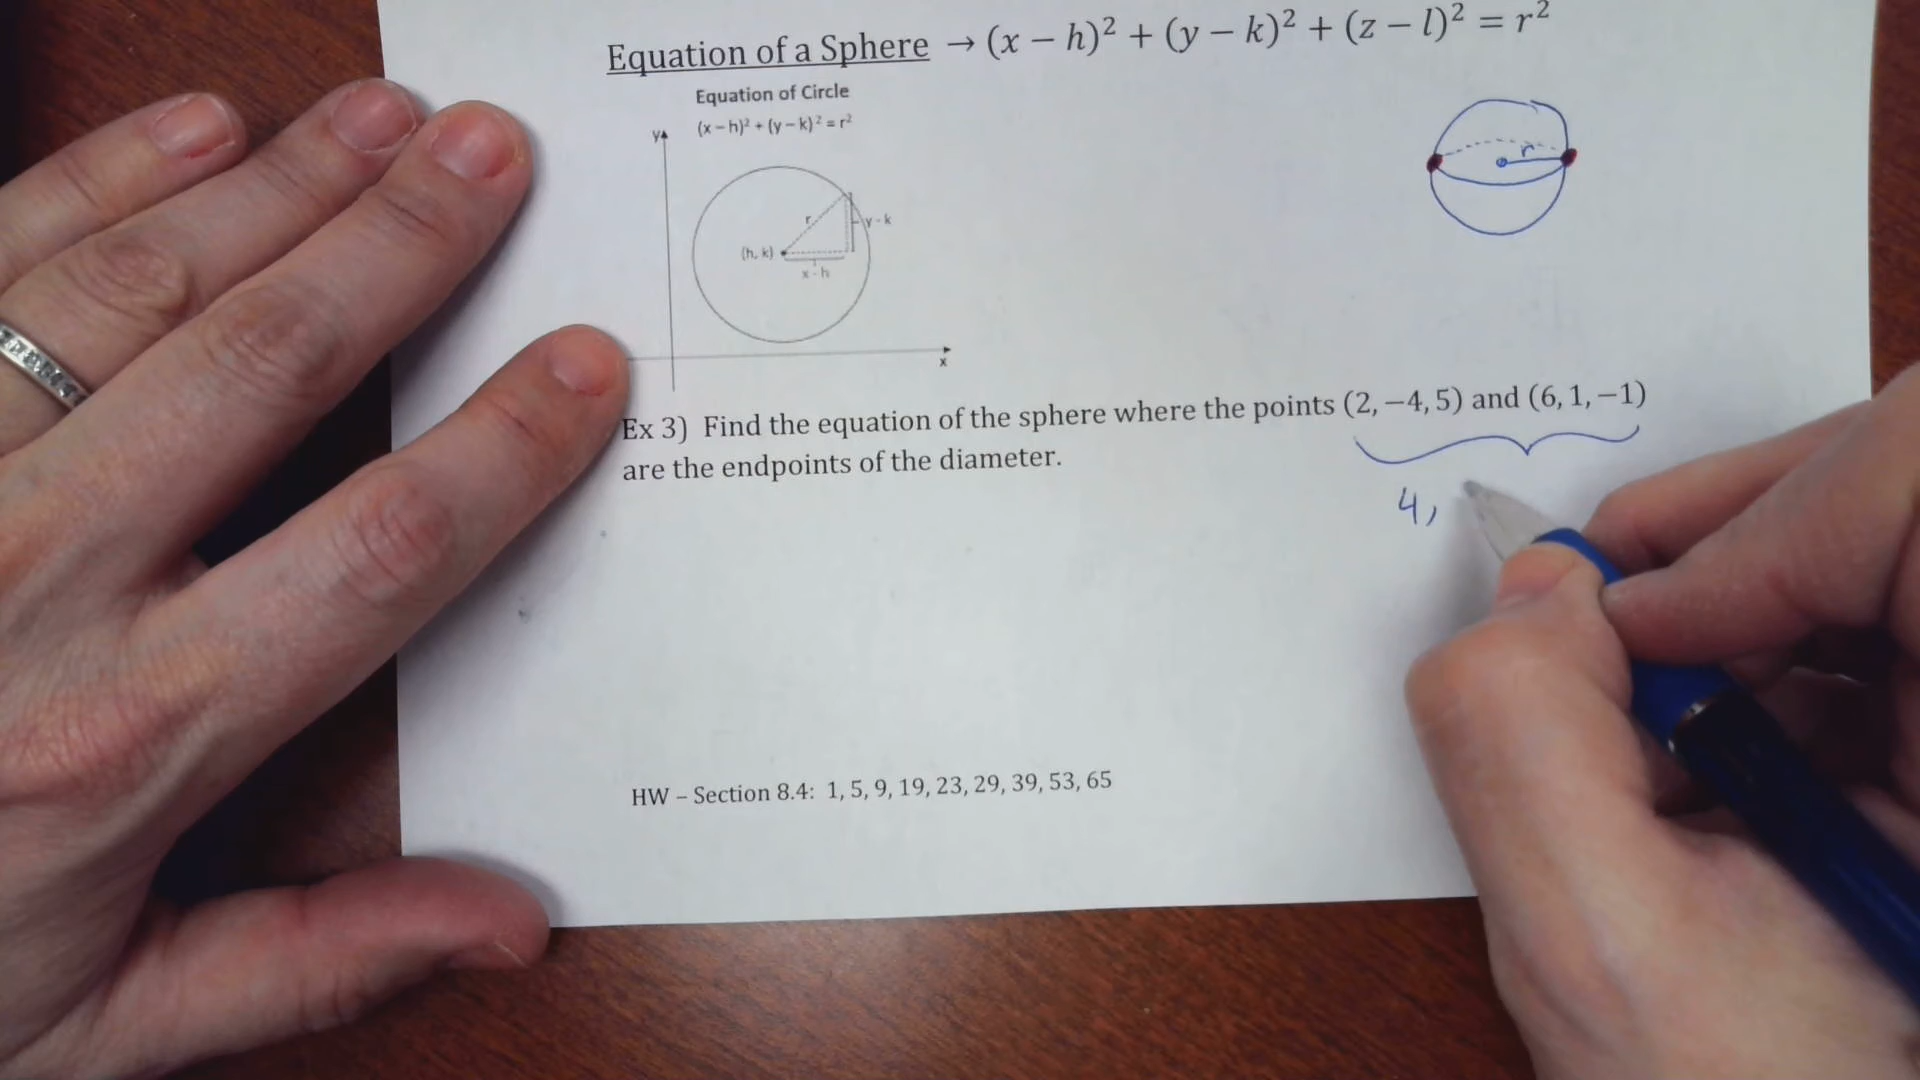 Equation of a Sphere → (x − h)² + (y − k)² + (z − l)² = r²
Equation of Circle
(x − h)² + (y − k)² = r²
y
r
r
y - k
(h, k)
x - h
x
Ex 3) Find the equation of the sphere where the points (2, −4, 5) and (6, 1, −1)
are the endpoints of the diameter.
4,
HW – Section 8.4: 1, 5, 9, 19, 23, 29, 39, 53, 65